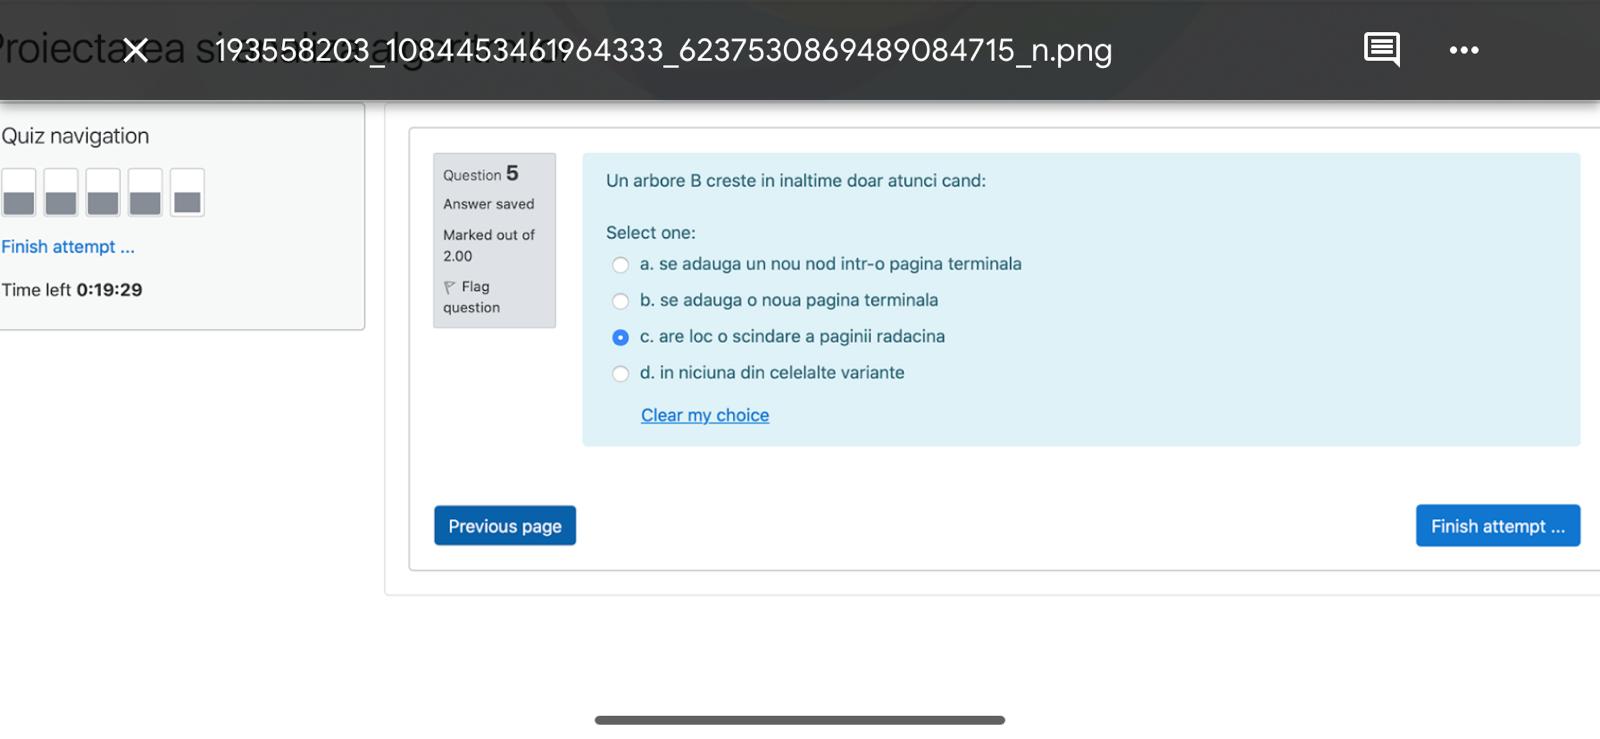 193558203_1084453461964333_6237530869489084715_n.png
Quiz navigation
Finish attempt ...
Time left 0:19:29
Question 5
Answer saved
Marked out of
2.00
Flag
question
Un arbore B creste in inaltime doar atunci cand:
Select one:
a. se adauga un nou nod intr-o pagina terminala
b. se adauga o noua pagina terminala
c. are loc o scindare a paginii radacina
d. in niciuna din celelalte variante
Clear my choice
Previous page
Finish attempt ...